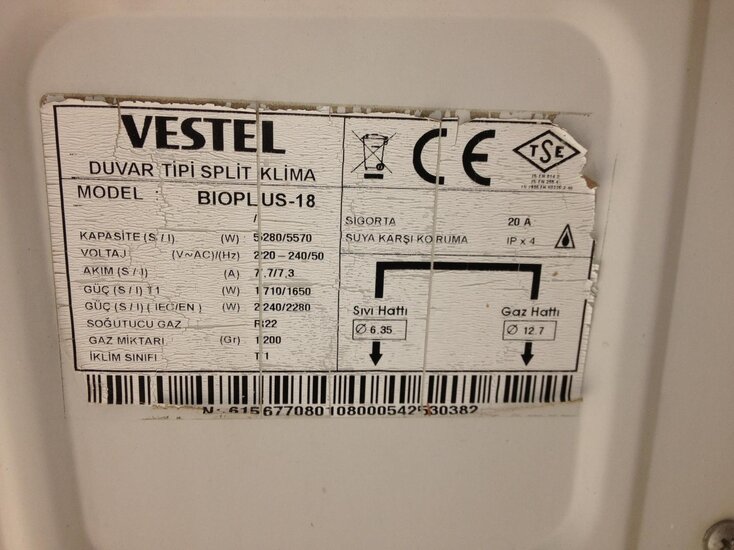 VESTEL
DUVAR TİPİ SPLIT KLİMA
MODEL : BIOPLUS-18
/
KAPASİTE (S / I) (W) 5280/5570
VOLTAJ (V~AC)/(Hz) 220-240/50
AKIM (S / I) (A) 7,7/7,3
GÜÇ (S / I) T1 (W) 1710/1650
GÜÇ (S / I) ( IEC/EN ) (W) 2240/2280
SOĞUTUCU GAZ R22
GAZ MİKTARI (Gr) 1200
İKLİM SINIFI T1
CE
TSE
SİGORTA 20 A
SUYA KARŞI KORUMA IP x 4
Sıvı Hattı
Ø 6.35
Gaz Hattı
Ø 12.7
N: 615677080108000542530382